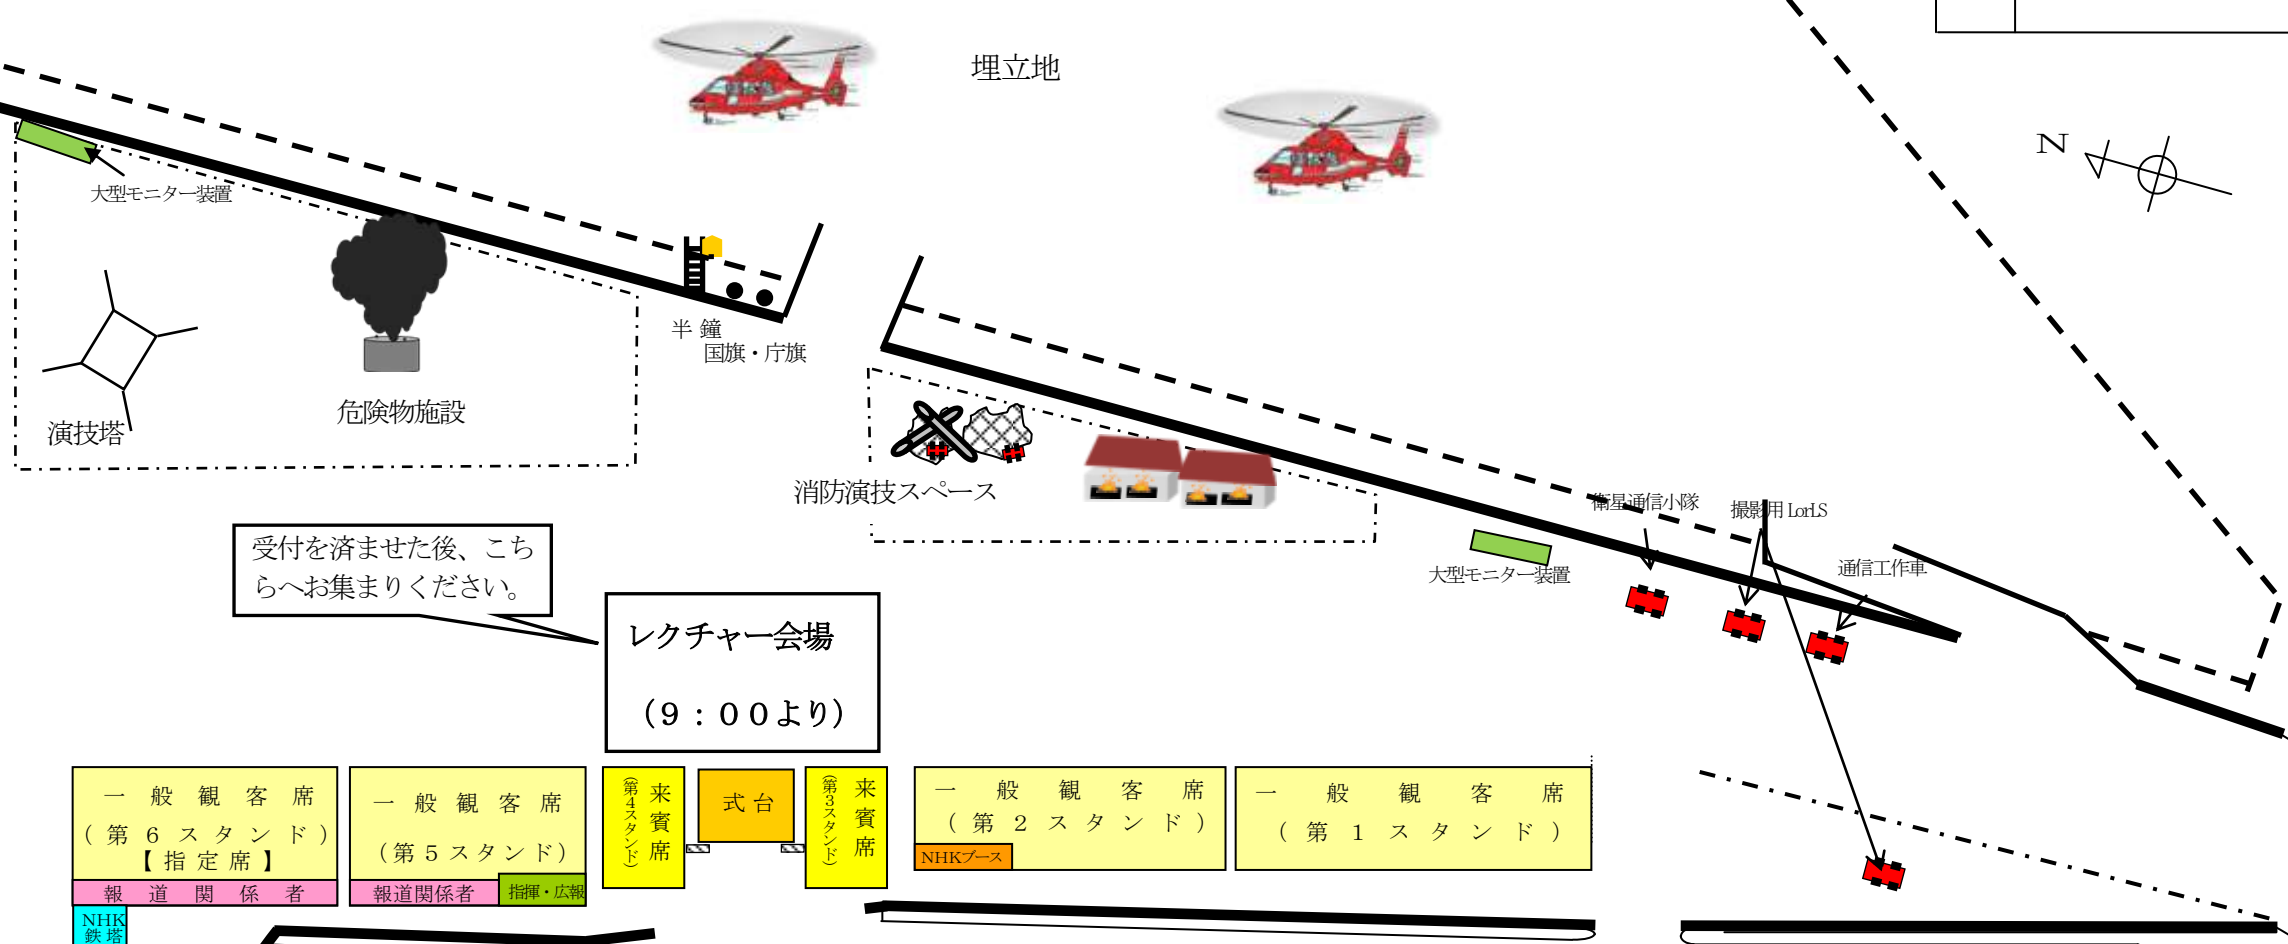 埋立地
N
大型モニター装置
半鐘
国旗・庁旗
危険物施設
演技塔
消防演技スペース
衛星通信小隊
撮影用LorLS
通信工作車
大型モニター装置
受付を済ませた後、こち
らへお集まりください。
レクチャー会場
（９：００より）
一般観客席
（第６スタンド）
【指定席】
報道関係者
NHK
鉄塔
一般観客席
（第５スタンド）
報道関係者
指揮・広報
来賓席
（第4スタンド）
式台
来賓席
（第3スタンド）
一般観客席
（第２スタンド）
NHKブース
一般観客席
（第１スタンド）